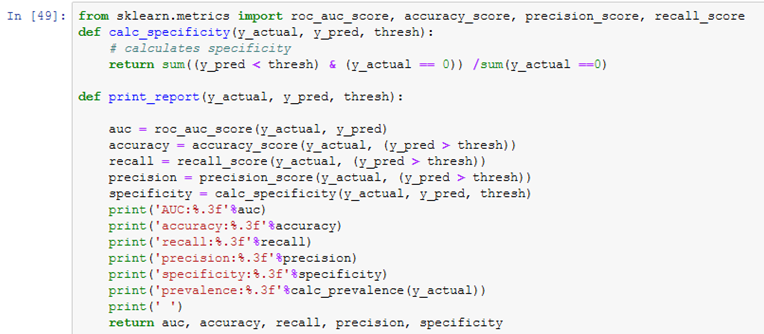 In [49]: from sklearn.metrics import roc_auc_score, accuracy_score, precision_score, recall_score
def calc_specificity(y_actual, y_pred, thresh):
    # calculates specificity
    return sum((y_pred < thresh) & (y_actual == 0)) /sum(y_actual ==0)

def print_report(y_actual, y_pred, thresh):

    auc = roc_auc_score(y_actual, y_pred)
    accuracy = accuracy_score(y_actual, (y_pred > thresh))
    recall = recall_score(y_actual, (y_pred > thresh))
    precision = precision_score(y_actual, (y_pred > thresh))
    specificity = calc_specificity(y_actual, y_pred, thresh)
    print('AUC:%.3f'%auc)
    print('accuracy:%.3f'%accuracy)
    print('recall:%.3f'%recall)
    print('precision:%.3f'%precision)
    print('specificity:%.3f'%specificity)
    print('prevalence:%.3f'%calc_prevalence(y_actual))
    print(' ')
    return auc, accuracy, recall, precision, specificity